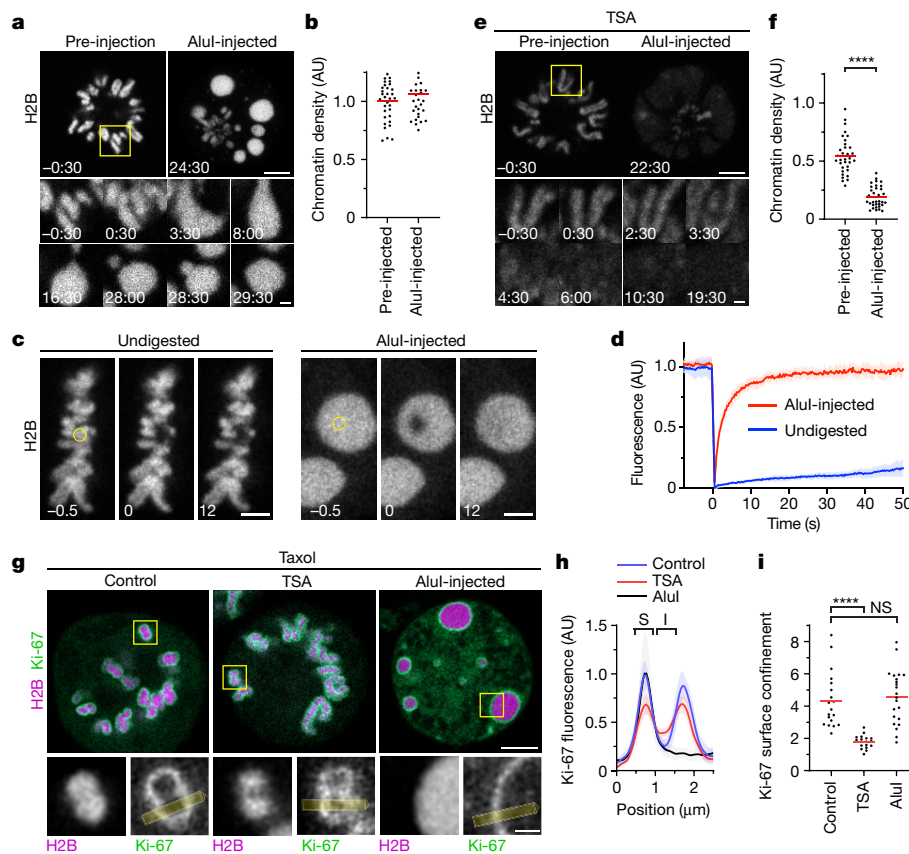 a
Pre-injection AluI-injected
H2B
–0:30 24:30
–0:30 0:30 3:30 8:00
16:30 28:00 28:30 29:30
b
Chromatin density (AU)
1.0
0.5
0
Pre-injected
AluI-injected
e
TSA
Pre-injection AluI-injected
H2B
–0:30 22:30
–0:30 0:30 2:30 3:30
4:30 6:00 10:30 19:30
f
Chromatin density (AU)
****
1.5
1.0
0.5
0
Pre-injected
AluI-injected
c
Undigested AluI-injected
H2B
–0.5 0 12 –0.5 0 12
d
Fluorescence (AU)
1.0
0.5
0
AluI-injected
Undigested
0 10 20 30 40 50
Time (s)
g
Taxol
Control TSA AluI-injected
H2B Ki-67
H2B Ki-67 H2B Ki-67 H2B Ki-67
h
Control
TSA
AluI
S I
Ki-67 fluorescence (AU)
1.5
1.0
0.5
0
0 1 2
Position (μm)
i
NS
****
Ki-67 surface confinement
10
8
6
4
2
0
Control
TSA
AluI